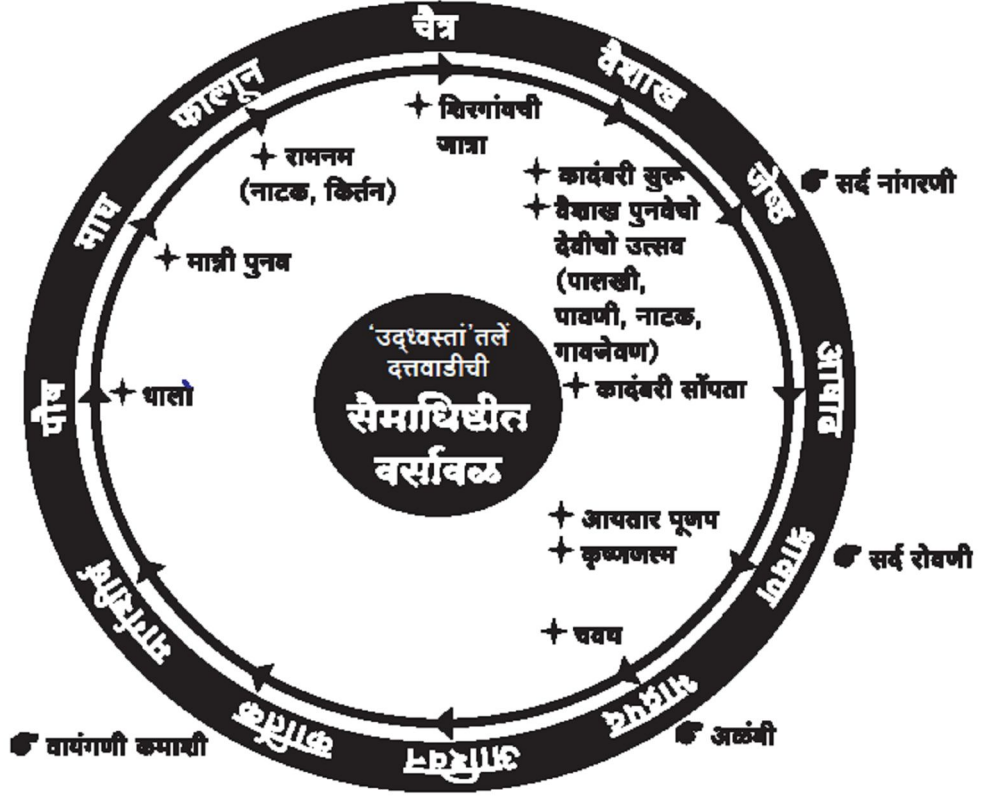 चैत्र
वैशाख
जेष्ठ
आषाढ
श्रावण
भाद्रपद
आश्विन
कार्तिक
मार्गशीर्ष
पौष
माघ
फाल्गून
शिरगांवची
जात्रा
कादंबरी सुरू
वैशाख पुनवेचो
देवीचो उत्सव
(पालखी,
पावणी, नाटक,
गावजेवण)
कादंबरी सोंपता
आयतार पूजप
कृष्णजल्म
चवथ
धालो
मान्नी पुनव
रामनम
(नाटक, किर्तन)
सर्द नांगरणी
सर्द रोवणी
अळंबी
वायंगणी कमाशी
‘उद्ध्वस्तां’तलें
दत्तवाडीची
सैमाधिष्ठीत
वर्सावळ